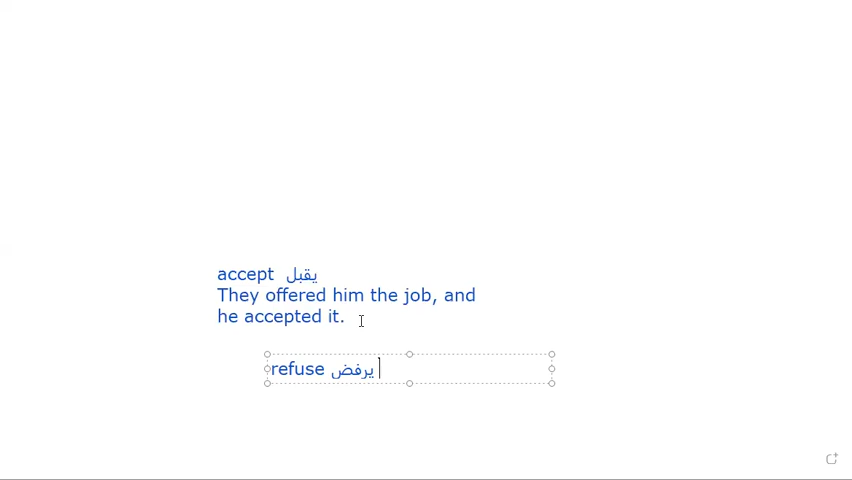 accept يقبل
They offered him the job, and
he accepted it.
refuse يرفض